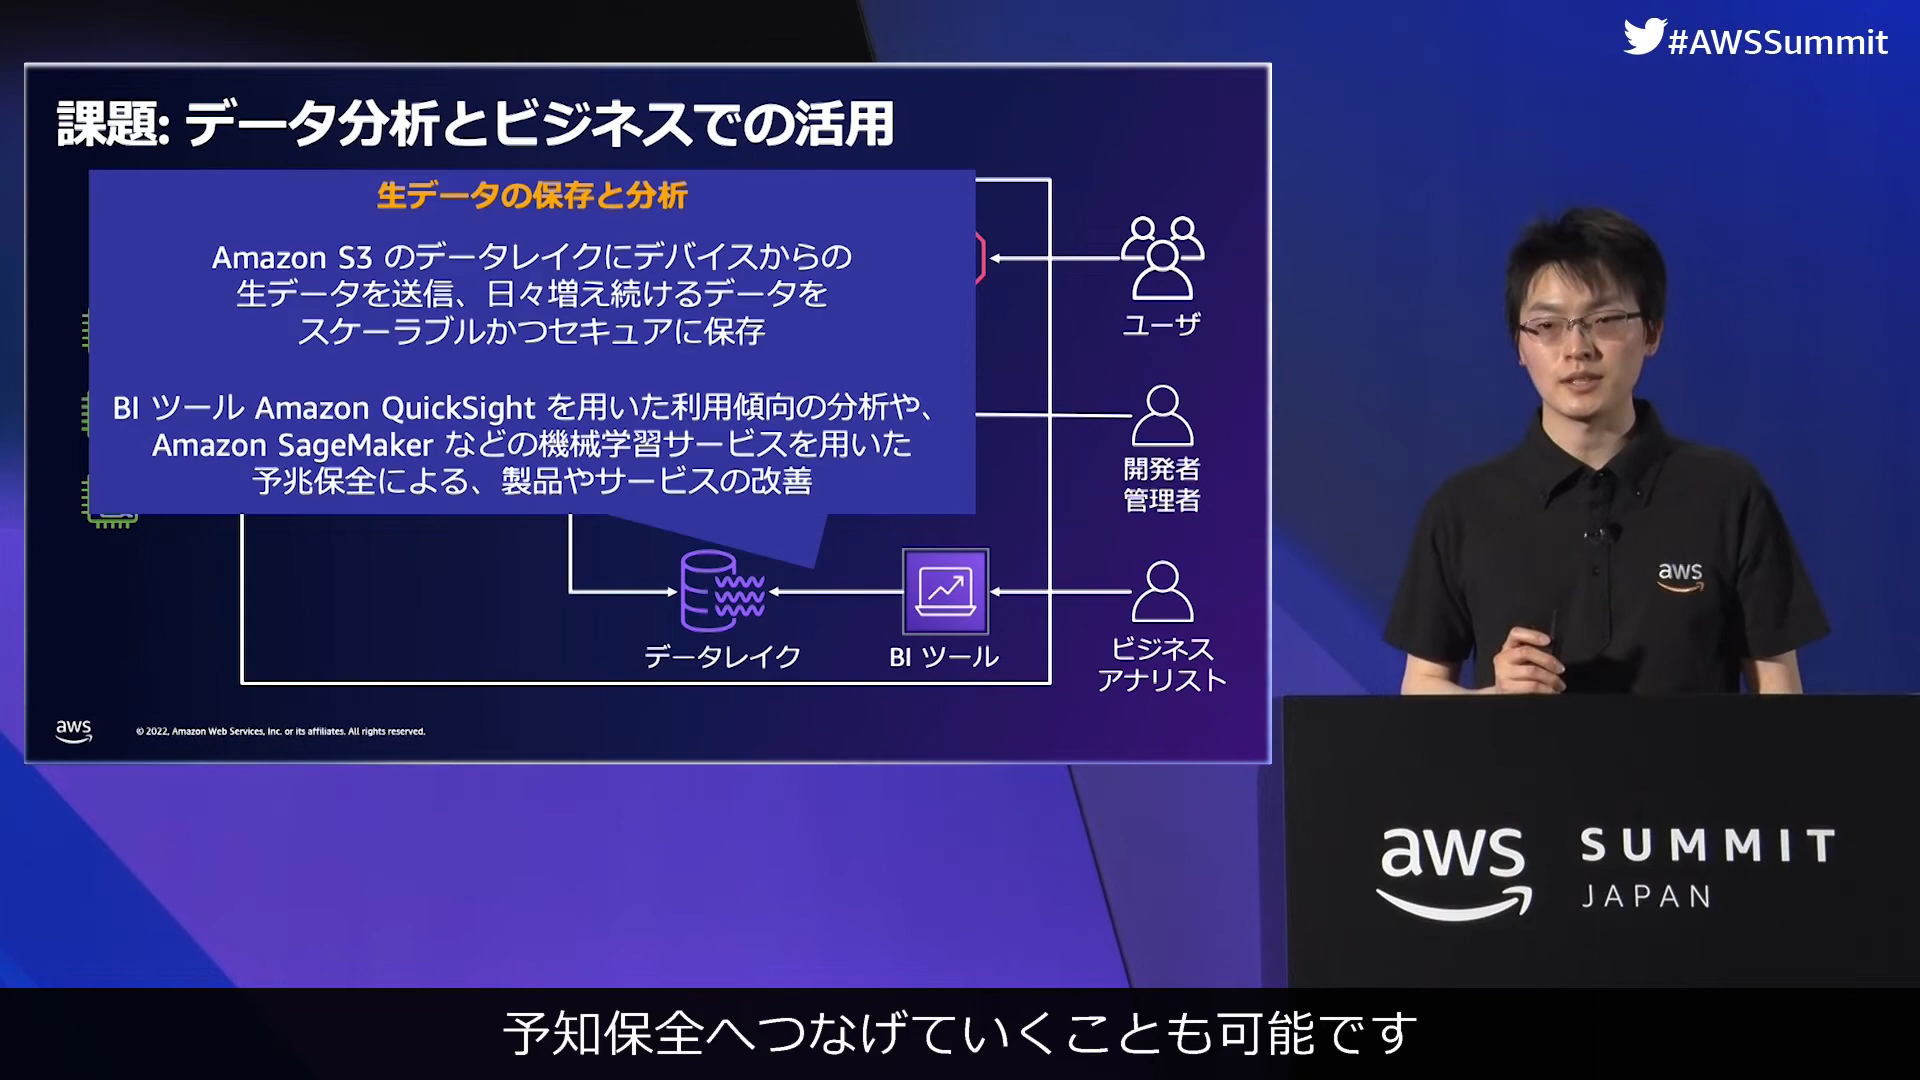 #AWSSummit
課題: データ分析とビジネスでの活用
生データの保存と分析
Amazon S3 のデータレイクにデバイスからの
生データを送信、日々増え続けるデータを
スケーラブルかつセキュアに保存
BI ツール Amazon QuickSight を用いた利用傾向の分析や、
Amazon SageMaker などの機械学習サービスを用いた
予兆保全による、製品やサービスの改善
ユーザ
開発者
管理者
データレイク
BI ツール
ビジネス
アナリスト
aws
© 2022, Amazon Web Services, Inc. or its affiliates. All rights reserved.
aws
aws SUMMIT
JAPAN
予知保全へつなげていくことも可能です